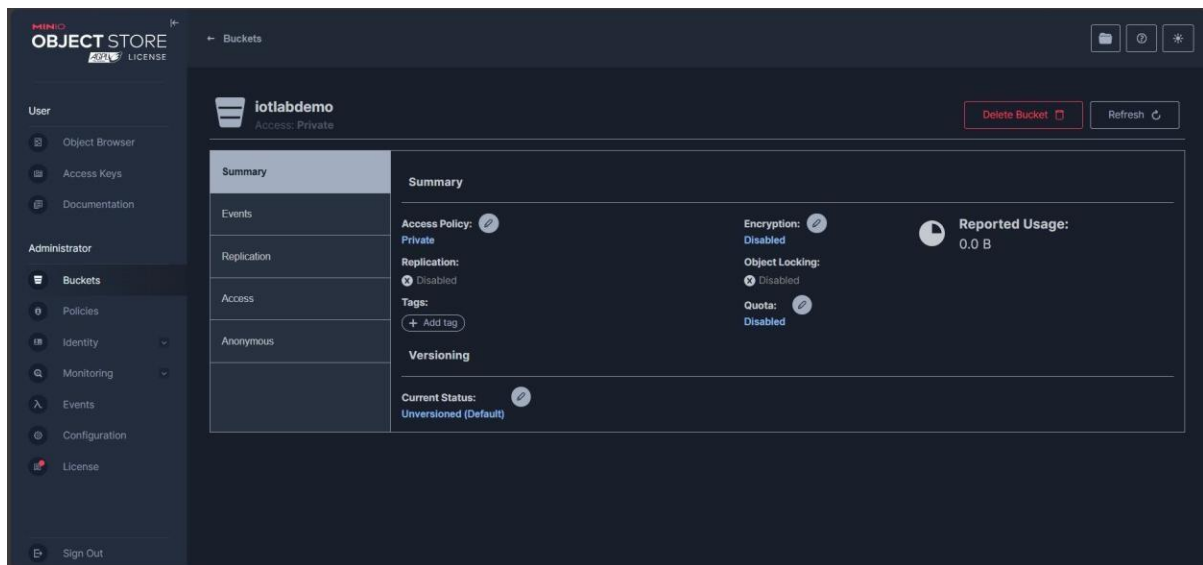 MINIO
OBJECT STORE
AGPLv3 LICENSE
User
Object Browser
Access Keys
Documentation
Administrator
Buckets
Policies
Identity
Monitoring
Events
Configuration
License
Sign Out
← Buckets
iotlabdemo
Access: Private
Delete Bucket
Refresh
Summary
Events
Replication
Access
Anonymous
Summary
Access Policy:
Private
Replication:
Disabled
Tags:
+ Add tag
Encryption:
Disabled
Object Locking:
Disabled
Quota:
Disabled
Reported Usage:
0.0 B
Versioning
Current Status:
Unversioned (Default)